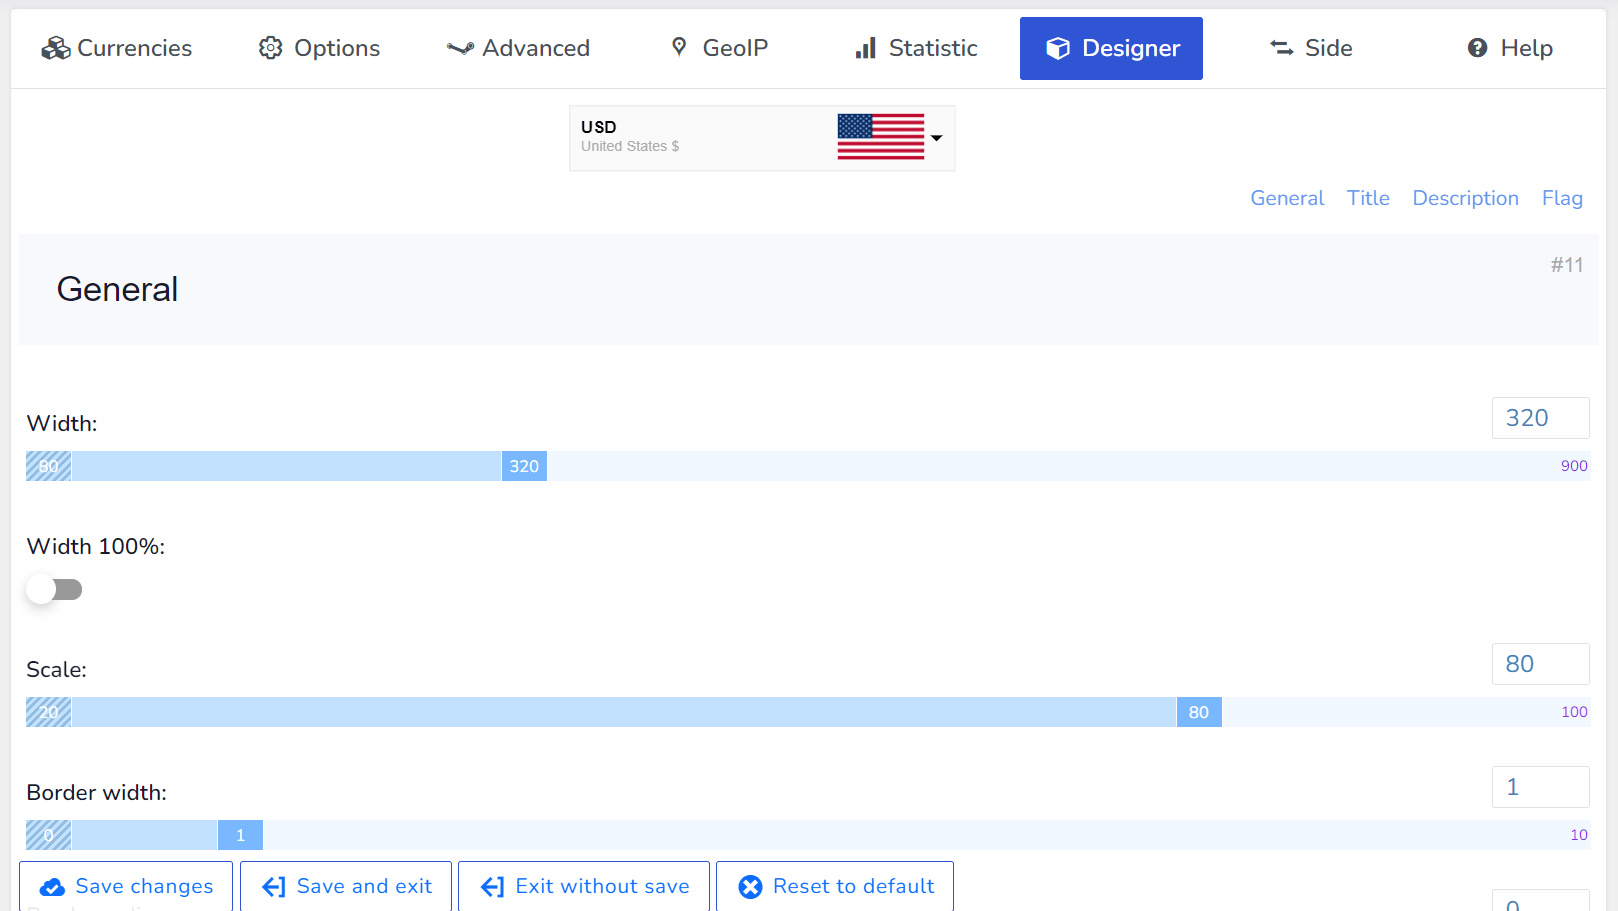 Currencies Options Advanced GeoIP Statistic Designer Side Help
USD
United States $
General Title Description Flag
General
#11
Width:
320
80 320 900
Width 100%:
Scale:
80
20 80 100
Border width:
1
0 1 10
Save changes Save and exit Exit without save Reset to default
0